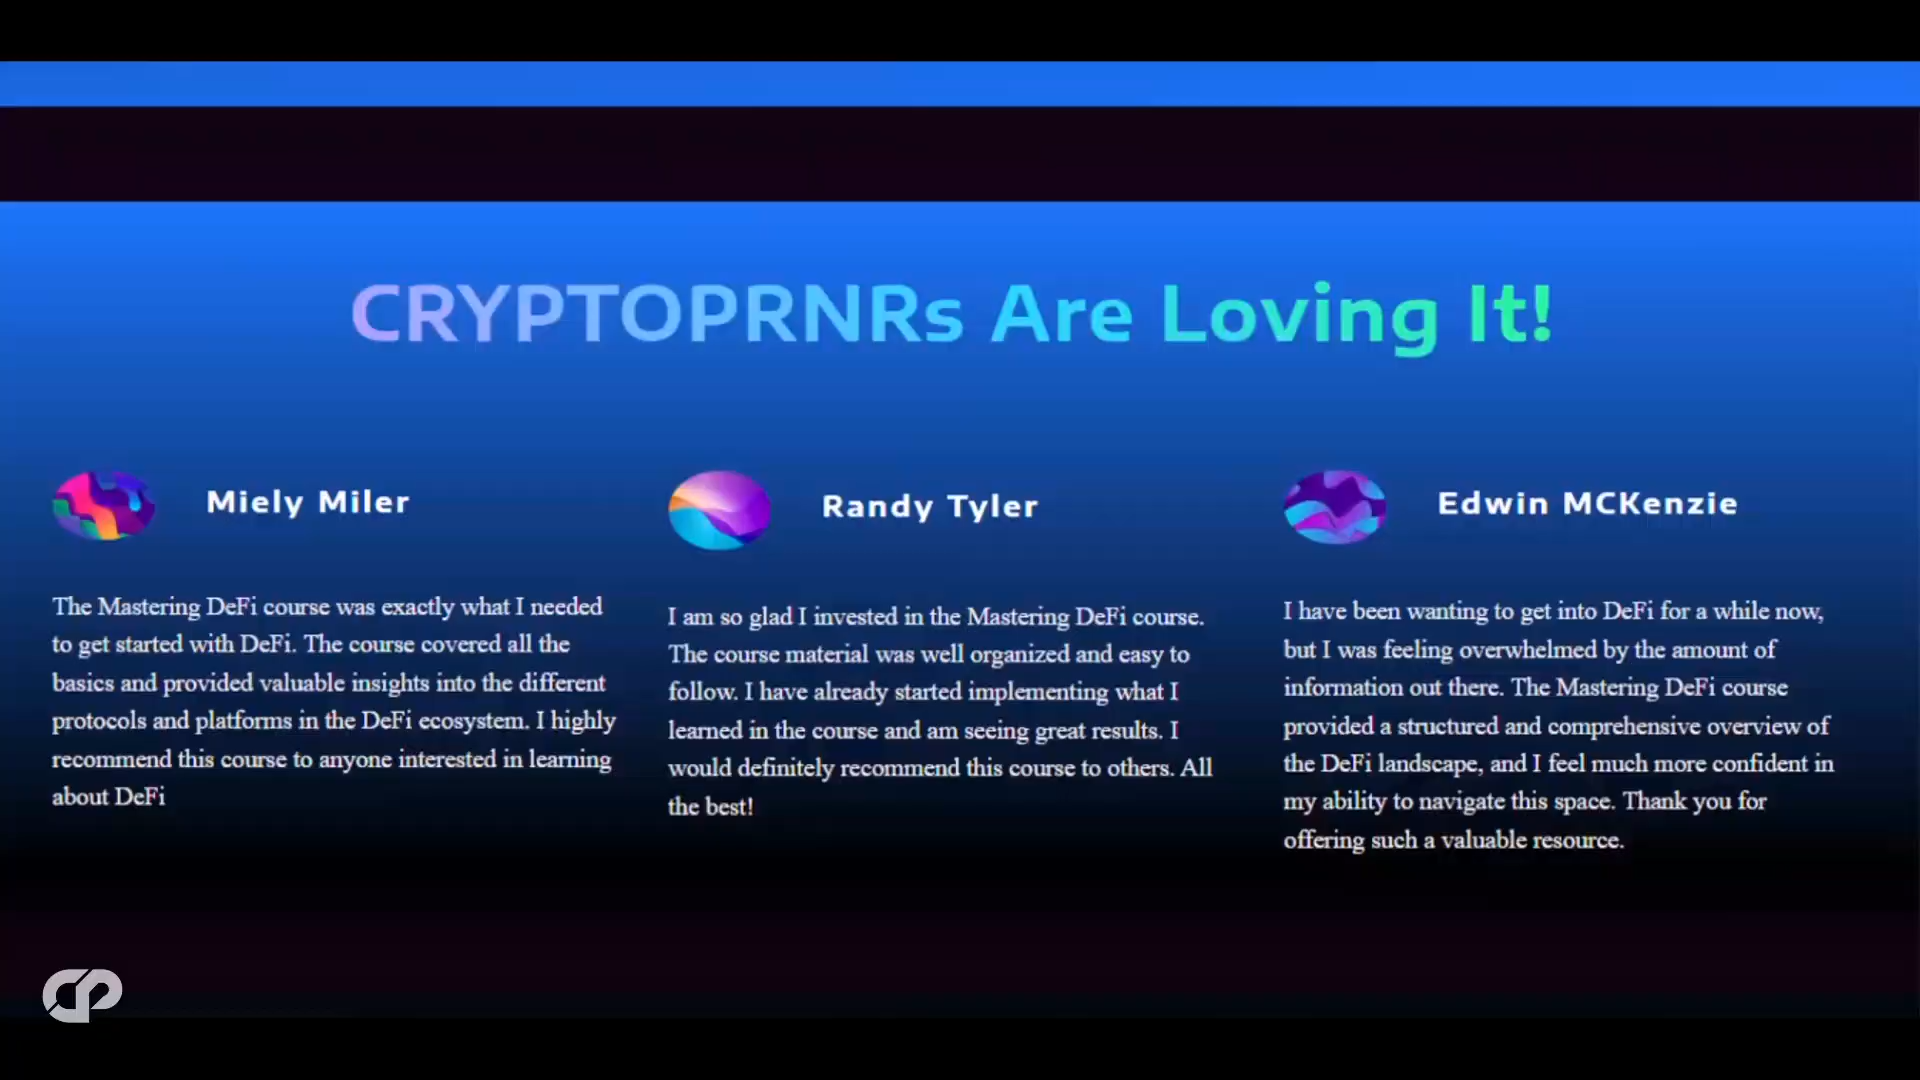 CRYPTOPRNRs Are Loving It!
Miely Miler
The Mastering DeFi course was exactly what I needed
to get started with DeFi. The course covered all the
basics and provided valuable insights into the different
protocols and platforms in the DeFi ecosystem. I highly
recommend this course to anyone interested in learning
about DeFi
Randy Tyler
I am so glad I invested in the Mastering DeFi course.
The course material was well organized and easy to
follow. I have already started implementing what I
learned in the course and am seeing great results. I
would definitely recommend this course to others. All
the best!
Edwin MCKenzie
I have been wanting to get into DeFi for a while now,
but I was feeling overwhelmed by the amount of
information out there. The Mastering DeFi course
provided a structured and comprehensive overview of
the DeFi landscape, and I feel much more confident in
my ability to navigate this space. Thank you for
offering such a valuable resource.
CP